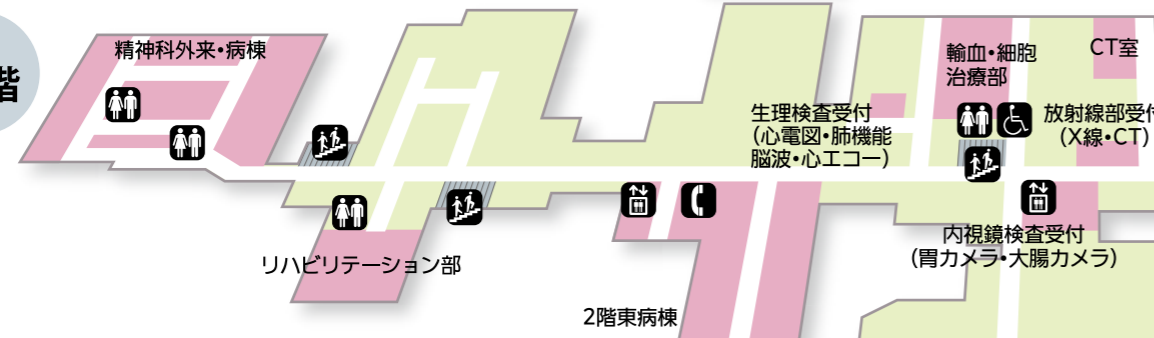 階
精神科外来・病棟
リハビリテーション部
2階東病棟
生理検査受付
(心電図・肺機能
脳波・心エコー)
輸血・細胞
治療部
CT室
放射線部受付
(X線・CT)
内視鏡検査受付
(胃カメラ・大腸カメラ)